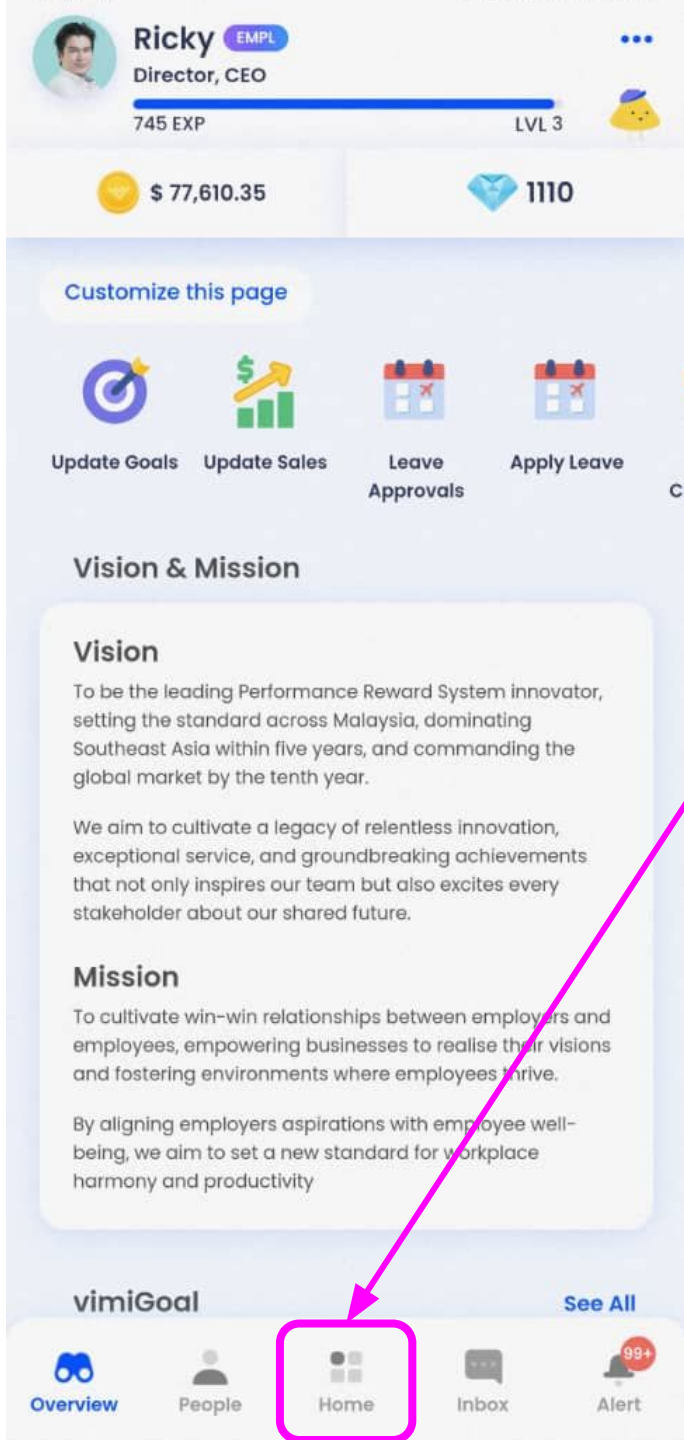 Ricky EMPL
Director, CEO
745 EXP LVL 3
$ 77,610.35 1110
Customize this page
Update Goals Update Sales Leave Approvals Apply Leave
C
Vision & Mission
Vision
To be the leading Performance Reward System innovator,
setting the standard across Malaysia, dominating
Southeast Asia within five years, and commanding the
global market by the tenth year.
We aim to cultivate a legacy of relentless innovation,
exceptional service, and groundbreaking achievements
that not only inspires our team but also excites every
stakeholder about our shared future.
Mission
To cultivate win-win relationships between employers and
employees, empowering businesses to realise their visions
and fostering environments where employees thrive.
By aligning employers aspirations with employee well-
being, we aim to set a new standard for workplace
harmony and productivity
vimiGoal See All
99+
Overview People Home Inbox Alert